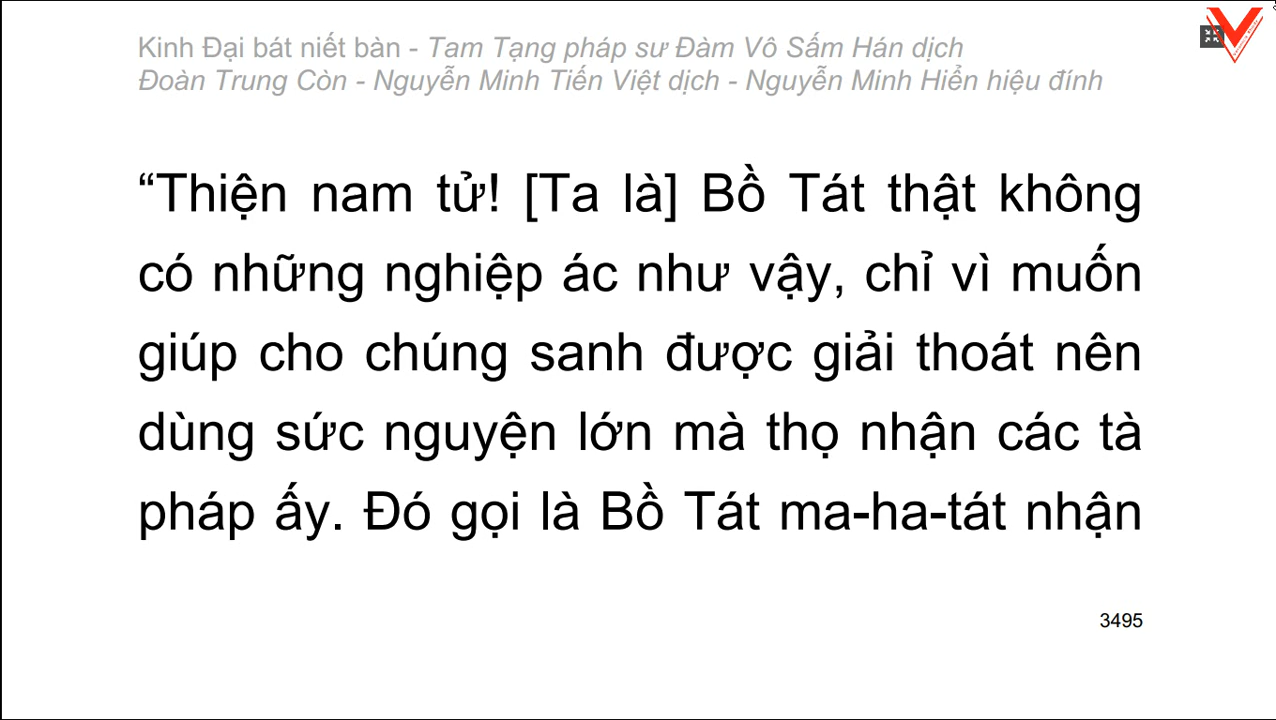 Kinh Đại bát niết bàn - Tam Tạng pháp sư Đàm Vô Sấm Hán dịch
Đoàn Trung Còn - Nguyễn Minh Tiến Việt dịch - Nguyễn Minh Hiển hiệu đính
“Thiện nam tử! [Ta là] Bồ Tát thật không
có những nghiệp ác như vậy, chỉ vì muốn
giúp cho chúng sanh được giải thoát nên
dùng sức nguyện lớn mà thọ nhận các tà
pháp ấy. Đó gọi là Bồ Tát ma-ha-tát nhận
3495